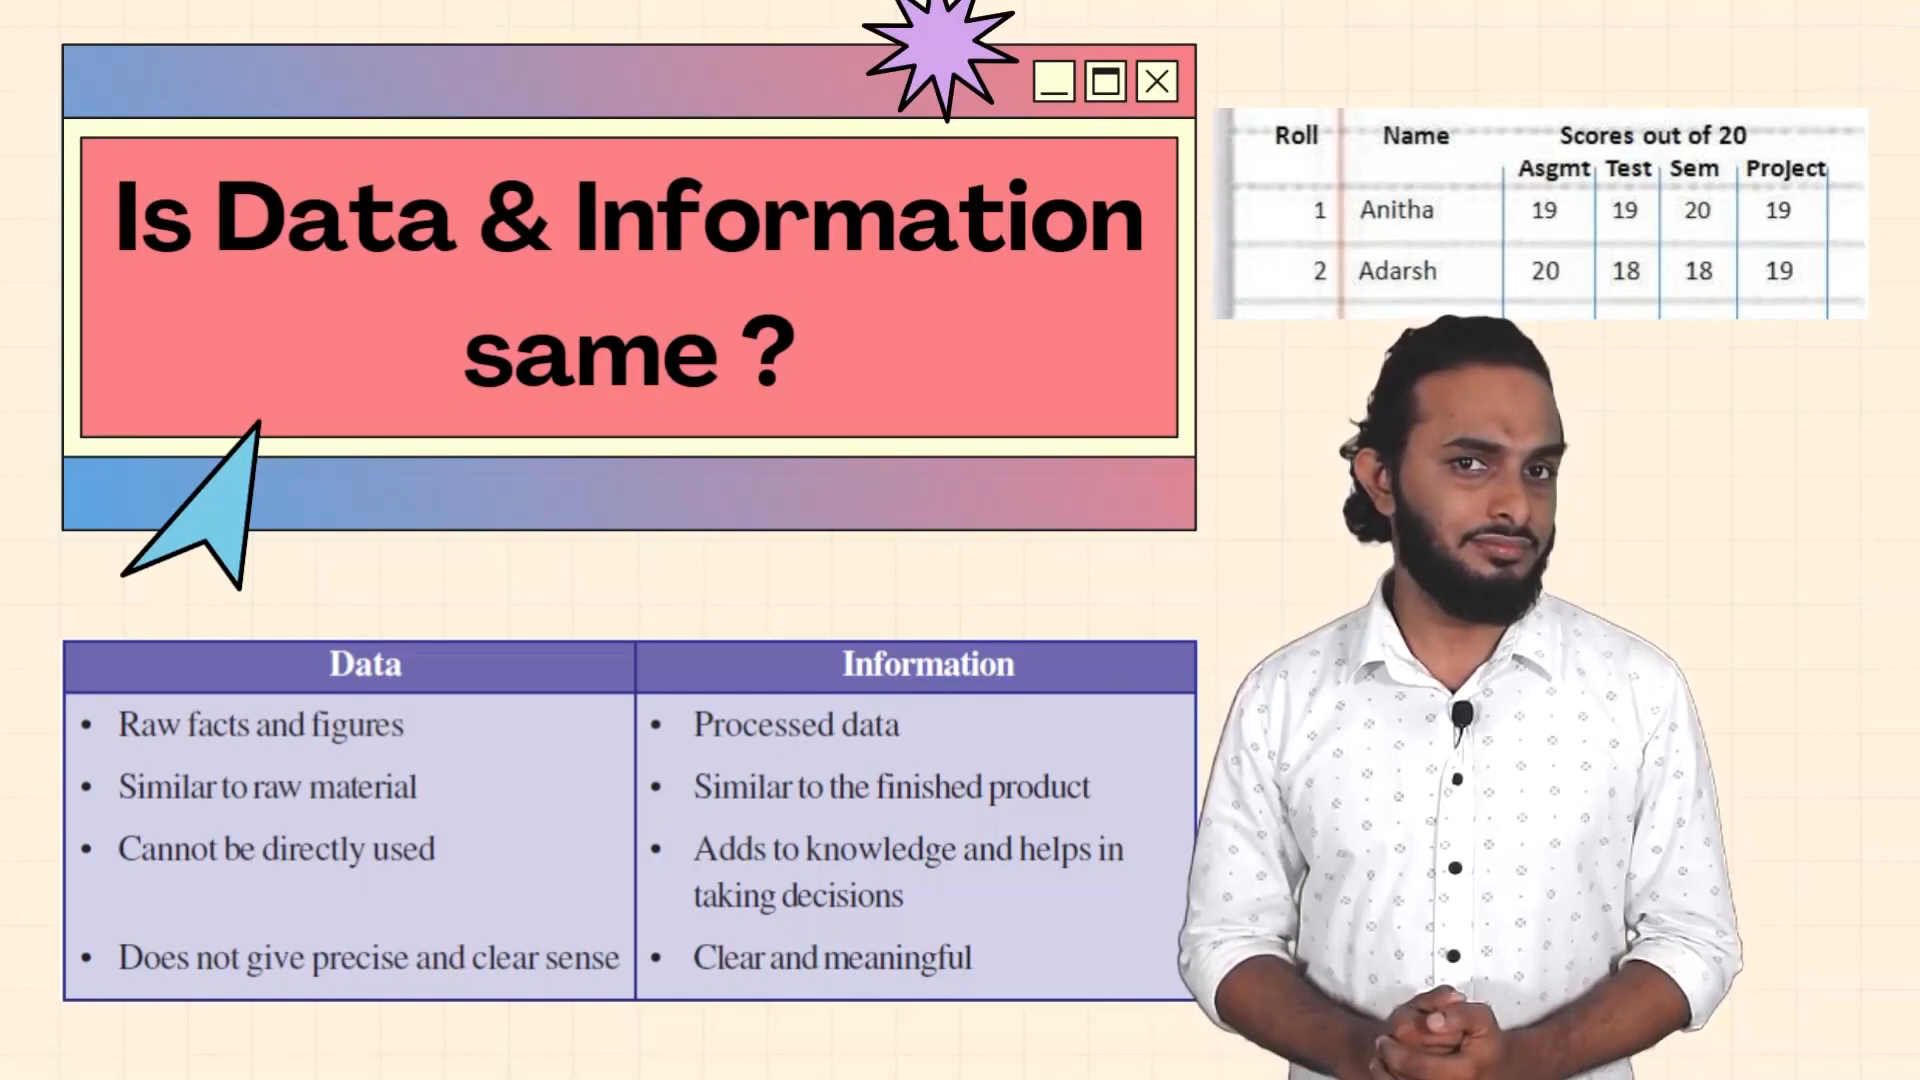 Is Data & Information
same ?
Roll Name Scores out of 20
Asgmt Test Sem Project
1 Anitha 19 19 20 19
2 Adarsh 20 18 18 19
Data Information
• Raw facts and figures • Processed data
• Similar to raw material • Similar to the finished product
• Cannot be directly used • Adds to knowledge and helps in
taking decisions
• Does not give precise and clear sense • Clear and meaningful